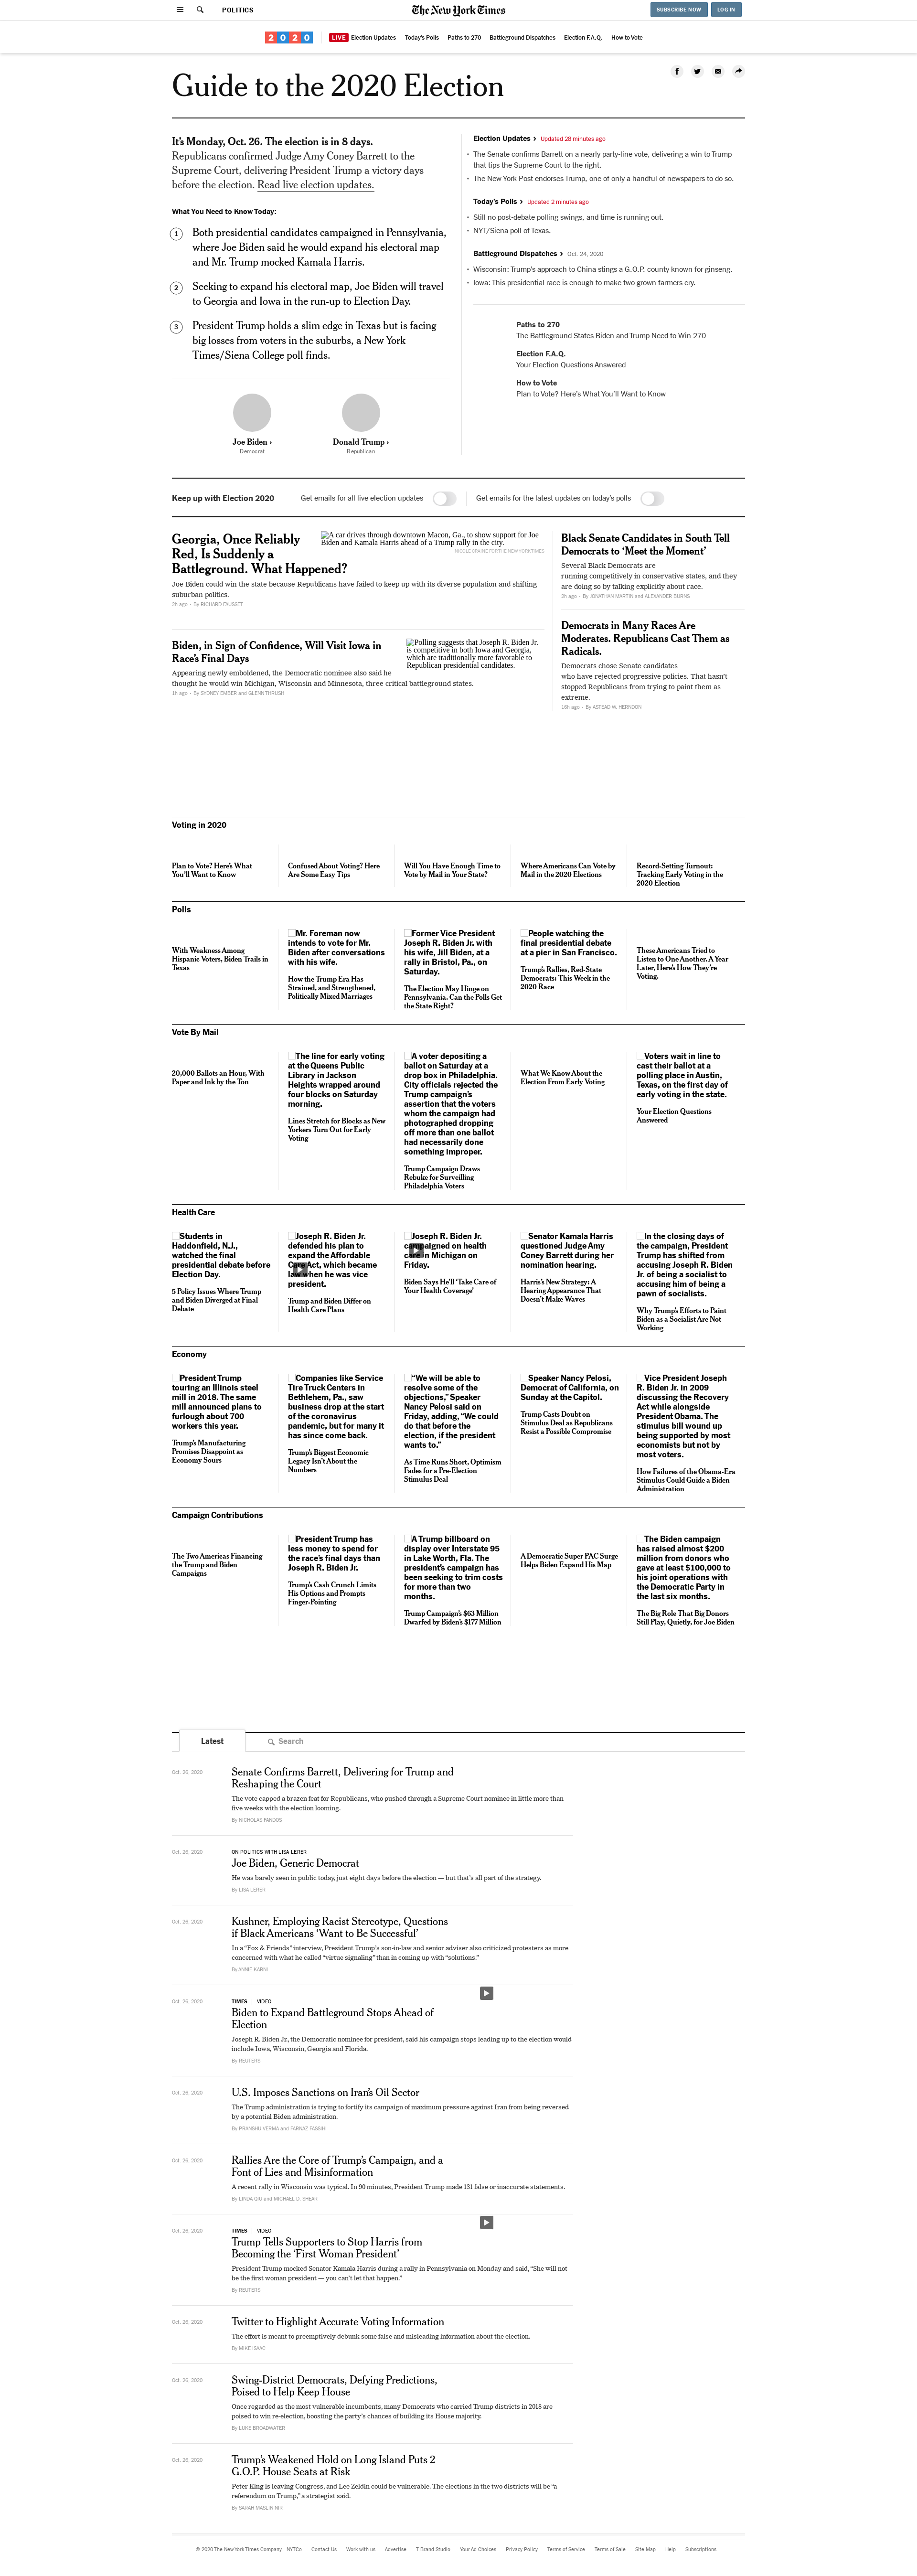 POLITICS
The New York Times
SUBSCRIBE NOW
LOG IN
2020
LIVE Election Updates
Today's Polls
Paths to 270
Battleground Dispatches
Election F.A.Q.
How to Vote
Guide to the 2020 Election
It's Monday, Oct. 26. The election is in 8 days.
Republicans confirmed Judge Amy Coney Barrett to the
Supreme Court, delivering President Trump a victory days
before the election. Read live election updates.
What You Need to Know Today:
1 Both presidential candidates campaigned in Pennsylvania,
where Joe Biden said he would expand his electoral map
and Mr. Trump mocked Kamala Harris.
2 Seeking to expand his electoral map, Joe Biden will travel
to Georgia and Iowa in the run-up to Election Day.
3 President Trump holds a slim edge in Texas but is facing
big losses from voters in the suburbs, a New York
Times/Siena College poll finds.
Joe Biden ›
Democrat
Donald Trump ›
Republican
Election Updates › Updated 28 minutes ago
• The Senate confirms Barrett on a nearly party-line vote, delivering a win to Trump
that tips the Supreme Court to the right.
• The New York Post endorses Trump, one of only a handful of newspapers to do so.
Today's Polls › Updated 2 minutes ago
• Still no post-debate polling swings, and time is running out.
• NYT/Siena poll of Texas.
Battleground Dispatches › Oct. 24, 2020
• Wisconsin: Trump's approach to China stings a G.O.P. county known for ginseng.
• Iowa: This presidential race is enough to make two grown farmers cry.
Paths to 270
The Battleground States Biden and Trump Need to Win 270
Election F.A.Q.
Your Election Questions Answered
How to Vote
Plan to Vote? Here's What You'll Want to Know
Keep up with Election 2020
Get emails for all live election updates
Get emails for the latest updates on today's polls
Georgia, Once Reliably
Red, Is Suddenly a
Battleground. What Happened?
A car drives through downtown Macon, Ga., to show support for Joe
Biden and Kamala Harris ahead of a Trump rally in the city.
NICOLE CRAINE FOR THE NEW YORK TIMES
Joe Biden could win the state because Republicans have failed to keep up with its diverse population and shifting
suburban politics.
2h ago – By RICHARD FAUSSET
Biden, in Sign of Confidence, Will Visit Iowa in
Race's Final Days
Polling suggests that Joseph R. Biden Jr.
is competitive in both Iowa and Georgia,
which are traditionally more favorable to
Republican presidential candidates.
Appearing newly emboldened, the Democratic nominee also said he
thought he would win Michigan, Wisconsin and Minnesota, three critical battleground states.
1h ago – By SYDNEY EMBER and GLENN THRUSH
Black Senate Candidates in South Tell
Democrats to 'Meet the Moment'
Several Black Democrats are
running competitively in conservative states, and they
are doing so by talking explicitly about race.
2h ago – By JONATHAN MARTIN and ALEXANDER BURNS
Democrats in Many Races Are
Moderates. Republicans Cast Them as
Radicals.
Democrats chose Senate candidates
who have rejected progressive policies. That hasn't
stopped Republicans from trying to paint them as
extreme.
16h ago – By ASTEAD W. HERNDON
Voting in 2020
Plan to Vote? Here's What
You'll Want to Know
Confused About Voting? Here
Are Some Easy Tips
Will You Have Enough Time to
Vote by Mail in Your State?
Where Americans Can Vote by
Mail in the 2020 Elections
Record-Setting Turnout:
Tracking Early Voting in the
2020 Election
Polls
With Weakness Among
Hispanic Voters, Biden Trails in
Texas
Mr. Foreman now
intends to vote for Mr.
Biden after conversations
with his wife.
How the Trump Era Has
Strained, and Strengthened,
Politically Mixed Marriages
Former Vice President
Joseph R. Biden Jr. with
his wife, Jill Biden, at a
rally in Bristol, Pa., on
Saturday.
The Election May Hinge on
Pennsylvania. Can the Polls Get
the State Right?
People watching the
final presidential debate
at a pier in San Francisco.
Trump's Rallies, Red-State
Democrats: This Week in the
2020 Race
These Americans Tried to
Listen to One Another. A Year
Later, Here's How They're
Voting.
Vote By Mail
20,000 Ballots an Hour, With
Paper and Ink by the Ton
The line for early voting
at the Queens Public
Library in Jackson
Heights wrapped around
four blocks on Saturday
morning.
Lines Stretch for Blocks as New
Yorkers Turn Out for Early
Voting
A voter depositing a
ballot on Saturday at a
drop box in Philadelphia.
City officials rejected the
Trump campaign's
assertion that the voters
whom the campaign had
photographed dropping
off more than one ballot
had necessarily done
something improper.
Trump Campaign Draws
Rebuke for Surveilling
Philadelphia Voters
What We Know About the
Election From Early Voting
Voters wait in line to
cast their ballot at a
polling place in Austin,
Texas, on the first day of
early voting in the state.
Your Election Questions
Answered
Health Care
Students in
Haddonfield, N.J.,
watched the final
presidential debate before
Election Day.
5 Policy Issues Where Trump
and Biden Diverged at Final
Debate
Joseph R. Biden Jr.
defended his plan to
expand the Affordable
Act, which became
when he was vice
president.
Trump and Biden Differ on
Health Care Plans
Joseph R. Biden Jr.
on health
Michigan on
Friday.
Biden Says He'll 'Take Care of
Your Health Coverage'
Senator Kamala Harris
questioned Judge Amy
Coney Barrett during her
nomination hearing.
Harris's New Strategy: A
Hearing Appearance That
Doesn't Make Waves
In the closing days of
the campaign, President
Trump has shifted from
accusing Joseph R. Biden
Jr. of being a socialist to
accusing him of being a
pawn of socialists.
Why Trump's Efforts to Paint
Biden as a Socialist Are Not
Working
Economy
President Trump
touring an Illinois steel
mill in 2018. The same
mill announced plans to
furlough about 700
workers this year.
Trump's Manufacturing
Promises Disappoint as
Economy Sours
Companies like Service
Tire Truck Centers in
Bethlehem, Pa., saw
business drop at the start
of the coronavirus
pandemic, but for many it
has since come back.
Trump's Biggest Economic
Legacy Isn't About the
Numbers
“We will be able to
resolve some of the
objections,” Speaker
Nancy Pelosi said on
Friday, adding, “We could
do that before the
election, if the president
wants to.”
As Time Runs Short, Optimism
Fades for a Pre-Election
Stimulus Deal
Speaker Nancy Pelosi,
Democrat of California, on
Sunday at the Capitol.
Trump Casts Doubt on
Stimulus Deal as Republicans
Resist a Possible Compromise
Vice President Joseph
R. Biden Jr. in 2009
discussing the Recovery
Act while alongside
President Obama. The
stimulus bill wound up
being supported by most
economists but not by
most voters.
How Failures of the Obama-Era
Stimulus Could Guide a Biden
Administration
Campaign Contributions
The Two Americas Financing
the Trump and Biden
Campaigns
President Trump has
less money to spend for
the race's final days than
Joseph R. Biden Jr.
Trump's Cash Crunch Limits
His Options and Prompts
Finger-Pointing
A Trump billboard on
display over Interstate 95
in Lake Worth, Fla. The
president's campaign has
been seeking to trim costs
for more than two
months.
Trump Campaign's $63 Million
Dwarfed by Biden's $177 Million
A Democratic Super PAC Surge
Helps Biden Expand His Map
The Biden campaign
has raised almost $200
million from donors who
gave at least $100,000 to
his joint operations with
the Democratic Party in
the last six months.
The Big Role That Big Donors
Still Play, Quietly, for Joe Biden
Latest
Search
Oct. 26, 2020
Senate Confirms Barrett, Delivering for Trump and
Reshaping the Court
The vote capped a brazen feat for Republicans, who pushed through a Supreme Court nominee in little more than
five weeks with the election looming.
By NICHOLAS FANDOS
Oct. 26, 2020
ON POLITICS WITH LISA LERER
Joe Biden, Generic Democrat
He was barely seen in public today, just eight days before the election — but that's all part of the strategy.
By LISA LERER
Oct. 26, 2020
Kushner, Employing Racist Stereotype, Questions
if Black Americans 'Want to Be Successful'
In a “Fox & Friends” interview, President Trump's son-in-law and senior adviser also criticized protesters as more
concerned with what he called “virtue signaling” than in coming up with “solutions.”
By ANNIE KARNI
Oct. 26, 2020
TIMES | VIDEO
Biden to Expand Battleground Stops Ahead of
Election
Joseph R. Biden Jr., the Democratic nominee for president, said his campaign stops leading up to the election would
include Iowa, Wisconsin, Georgia and Florida.
By REUTERS
Oct. 26, 2020
U.S. Imposes Sanctions on Iran's Oil Sector
The Trump administration is trying to fortify its campaign of maximum pressure against Iran from being reversed
by a potential Biden administration.
By PRANSHU VERMA and FARNAZ FASSIHI
Oct. 26, 2020
Rallies Are the Core of Trump's Campaign, and a
Font of Lies and Misinformation
A recent rally in Wisconsin was typical. In 90 minutes, President Trump made 131 false or inaccurate statements.
By LINDA QIU and MICHAEL D. SHEAR
Oct. 26, 2020
TIMES | VIDEO
Trump Tells Supporters to Stop Harris from
Becoming the 'First Woman President'
President Trump mocked Senator Kamala Harris during a rally in Pennsylvania on Monday and said, “She will not
be the first woman president — you can't let that happen.”
By REUTERS
Oct. 26, 2020
Twitter to Highlight Accurate Voting Information
The effort is meant to preemptively debunk some false and misleading information about the election.
By MIKE ISAAC
Oct. 26, 2020
Swing-District Democrats, Defying Predictions,
Poised to Help Keep House
Once regarded as the most vulnerable incumbents, many Democrats who carried Trump districts in 2018 are
poised to win re-election, boosting the party's chances of building its House majority.
By LUKE BROADWATER
Oct. 26, 2020
Trump's Weakened Hold on Long Island Puts 2
G.O.P. House Seats at Risk
Peter King is leaving Congress, and Lee Zeldin could be vulnerable. The elections in the two districts will be “a
referendum on Trump,” a strategist said.
By SARAH MASLIN NIR
© 2020 The New York Times Company
NYTCo
Contact Us
Work with us
Advertise
T Brand Studio
Your Ad Choices
Privacy Policy
Terms of Service
Terms of Sale
Site Map
Help
Subscriptions